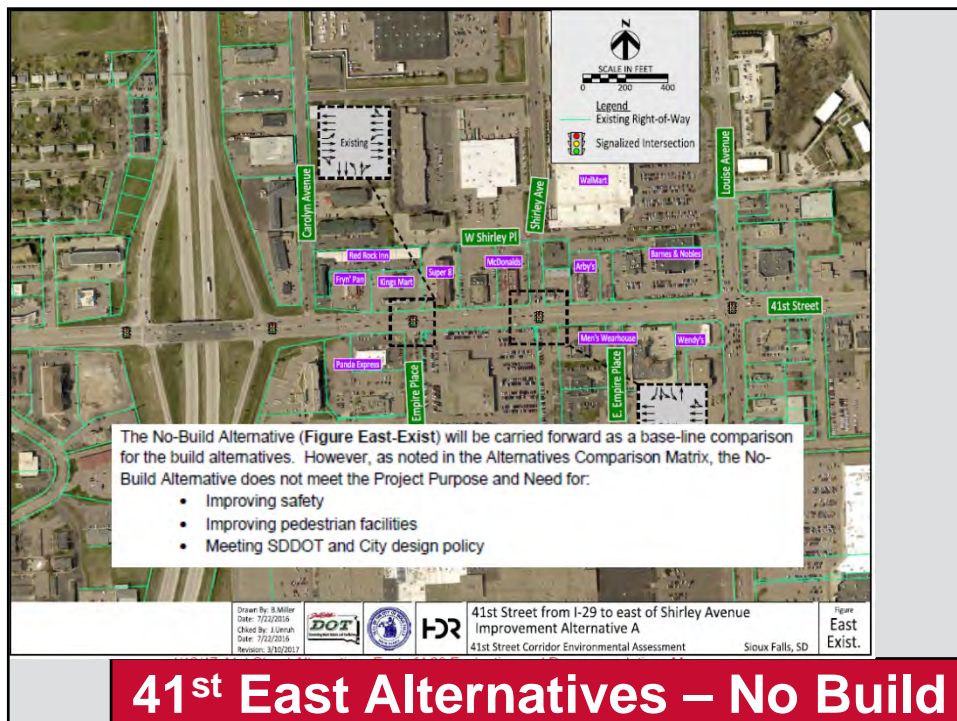 N
SCALE IN FEET
0 200 400
Legend
Existing Right-of-Way
Signalized Intersection
Existing
Carolyn Avenue
Shirley Ave
Louise Avenue
WalMart
W Shirley Pl
Red Rock Inn
Fryn' Pan
Kings Mart
Super 8
McDonalds
Arby's
Barnes & Nobles
41st Street
Panda Express
Empire Place
Men's Wearhouse
E. Empire Place
Wendy's
The No-Build Alternative (Figure East-Exist) will be carried forward as a base-line comparison
for the build alternatives. However, as noted in the Alternatives Comparison Matrix, the No-
Build Alternative does not meet the Project Purpose and Need for:
• Improving safety
• Improving pedestrian facilities
• Meeting SDDOT and City design policy
Drawn By: B.Miller
Date: 7/22/2016
Chked By: J.Unruh
Date: 7/22/2016
Revision: 3/10/2017
DOT
HDR
41st Street from I-29 to east of Shirley Avenue
Improvement Alternative A
41st Street Corridor Environmental Assessment
Sioux Falls, SD
Figure
East
Exist.
41st East Alternatives – No Build